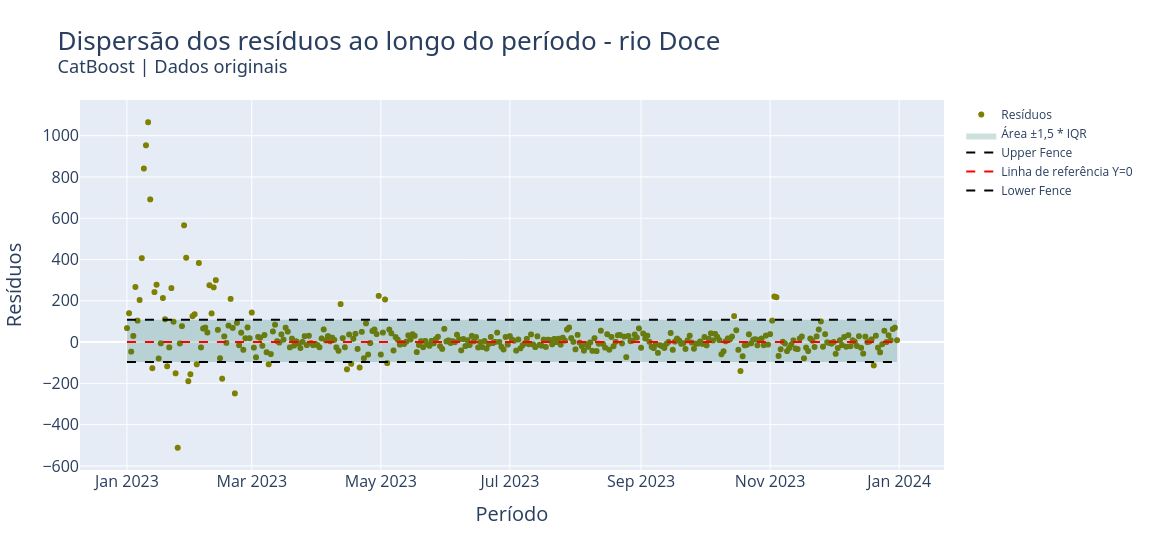 Dispersão dos resíduos ao longo do período - rio Doce
CatBoost | Dados originais
Resíduos
1000
800
600
400
200
0
−200
−400
−600
Jan 2023
Mar 2023
May 2023
Jul 2023
Sep 2023
Nov 2023
Jan 2024
Período
Resíduos
Área ±1,5 * IQR
Upper Fence
Linha de referência Y=0
Lower Fence